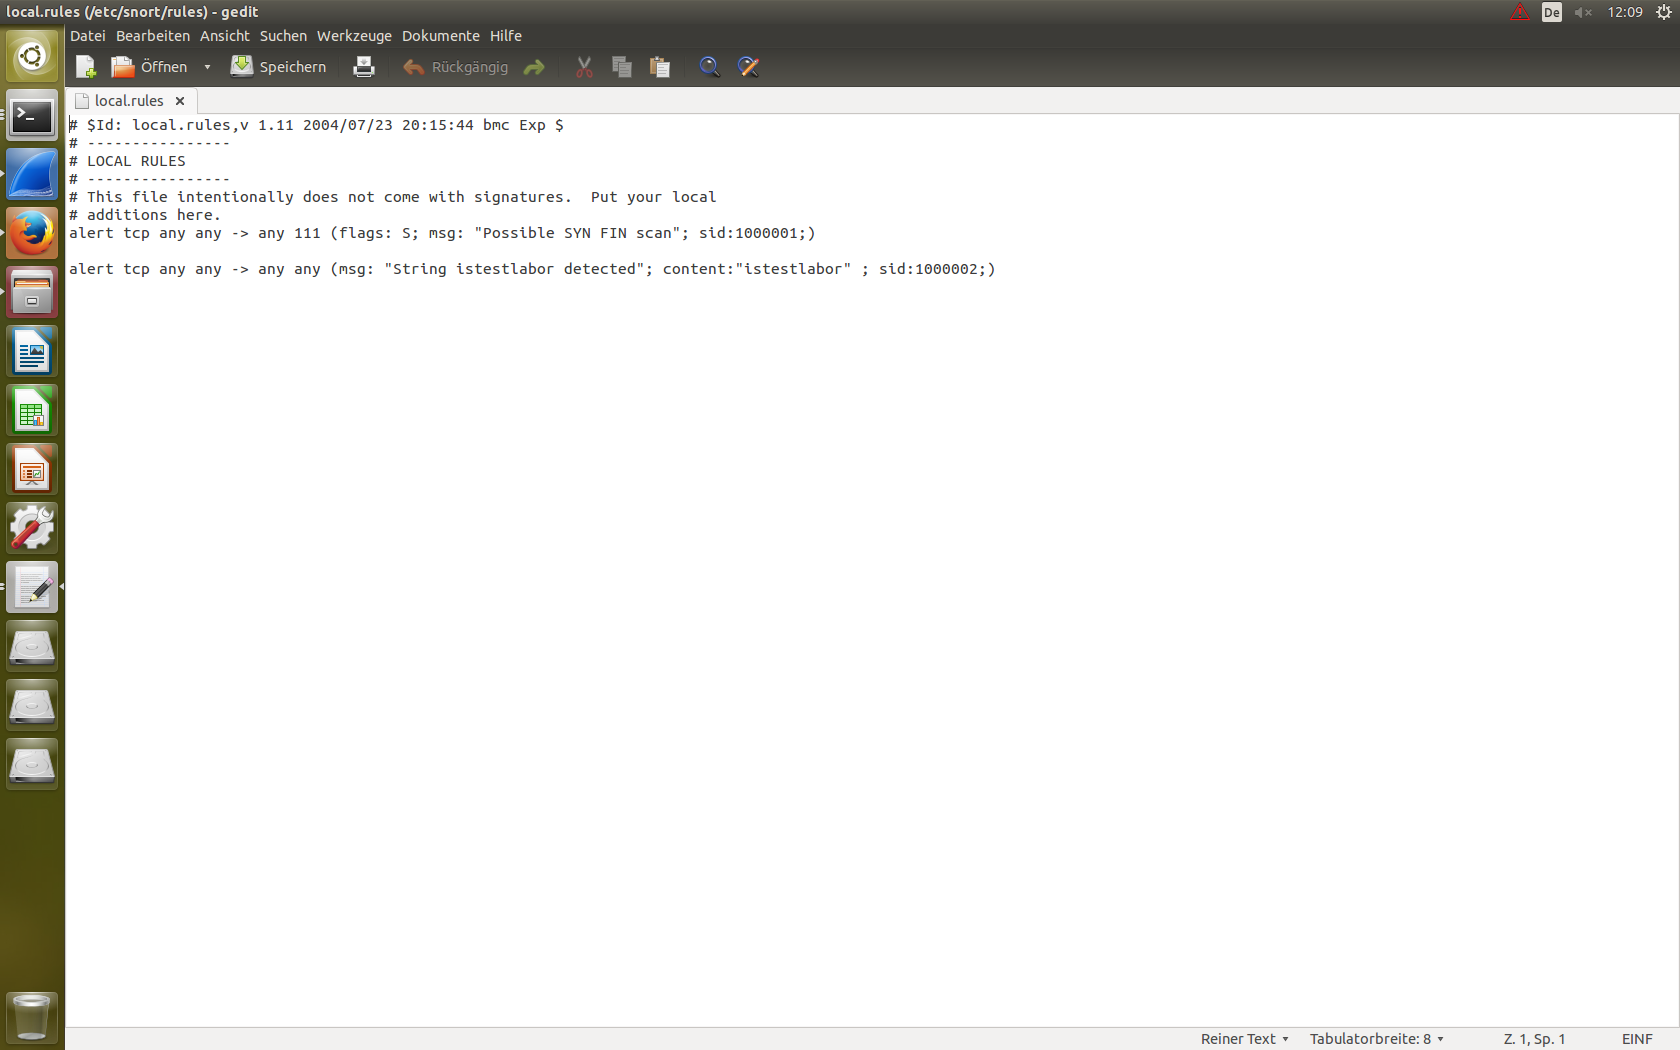 local.rules (/etc/snort/rules) - gedit
De
12:09
Datei Bearbeiten Ansicht Suchen Werkzeuge Dokumente Hilfe
Öffnen Speichern Rückgängig
local.rules
# $Id: local.rules,v 1.11 2004/07/23 20:15:44 bmc Exp $
# ----------------
# LOCAL RULES
# ----------------
# This file intentionally does not come with signatures.  Put your local
# additions here.
alert tcp any any -> any 111 (flags: S; msg: "Possible SYN FIN scan"; sid:1000001;)
alert tcp any any -> any any (msg: "String istestlabor detected"; content:"istestlabor" ; sid:1000002;)
Reiner Text Tabulatorbreite: 8 Z. 1, Sp. 1 EINF